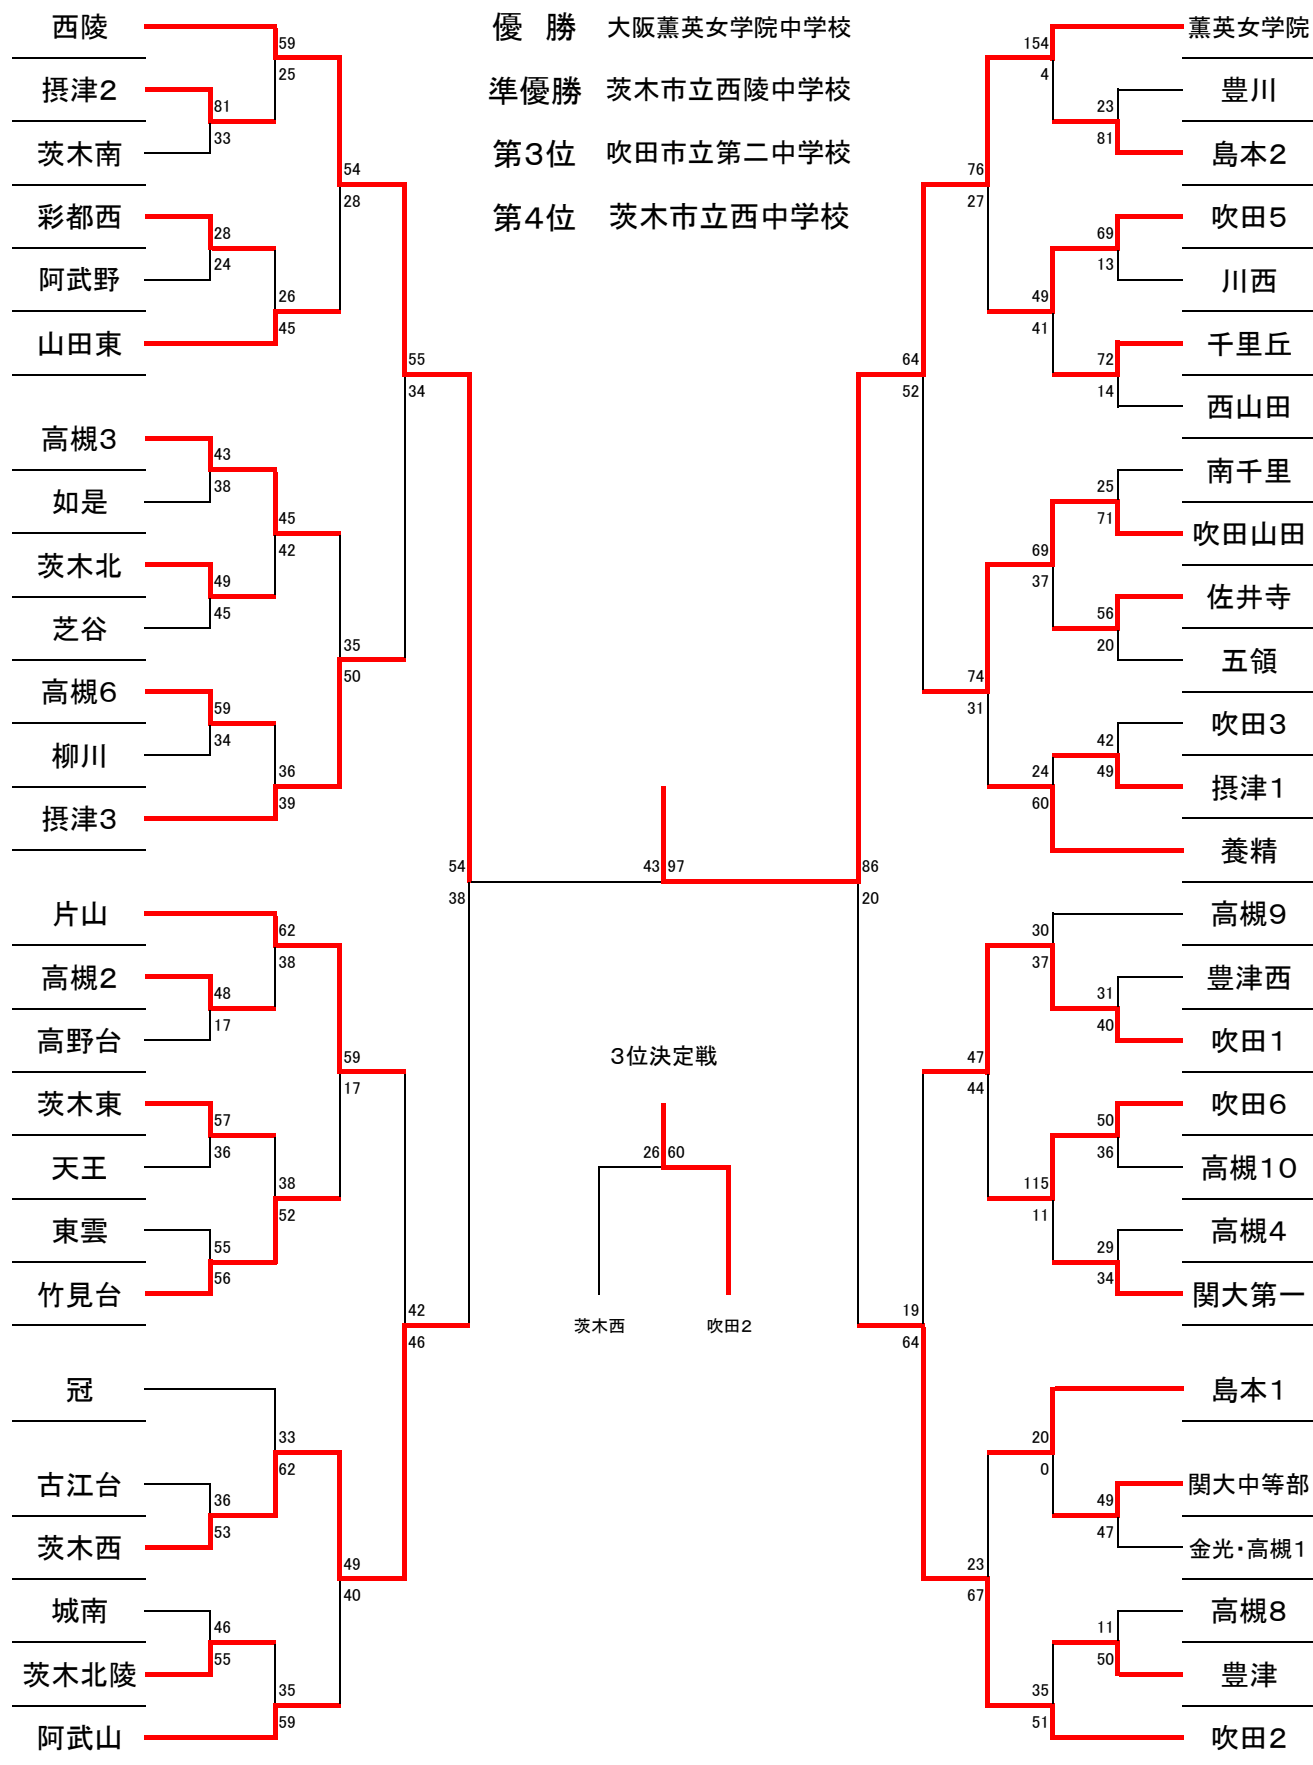 優　勝　大阪薫英女学院中学校
準優勝　茨木市立西陵中学校
第3位　吹田市立第二中学校
第4位　茨木市立西中学校
西陵
59
25
摂津2
81
33
茨木南
54
28
彩都西
28
24
阿武野
26
45
山田東
55
34
高槻3
43
38
如是
45
42
茨木北
49
45
芝谷
35
50
高槻6
59
34
柳川
36
39
摂津3
54
38
片山
62
38
高槻2
48
17
高野台
59
17
茨木東
57
36
天王
38
52
東雲
55
56
竹見台
42
46
冠
33
62
古江台
36
53
茨木西
49
40
城南
46
55
茨木北陵
35
59
阿武山
43 97
3位決定戦
26 60
茨木西　吹田2
薫英女学院
154
4
豊川
23
81
島本2
76
27
吹田5
69
13
川西
49
41
千里丘
72
14
西山田
64
52
南千里
25
71
吹田山田
69
37
佐井寺
56
20
五領
74
31
吹田3
42
49
摂津1
24
60
養精
86
20
高槻9
30
37
豊津西
31
40
吹田1
47
44
吹田6
50
36
高槻10
115
11
高槻4
29
34
関大第一
19
64
島本1
20
0
関大中等部
49
47
金光・高槻1
23
67
高槻8
11
50
豊津
35
51
吹田2